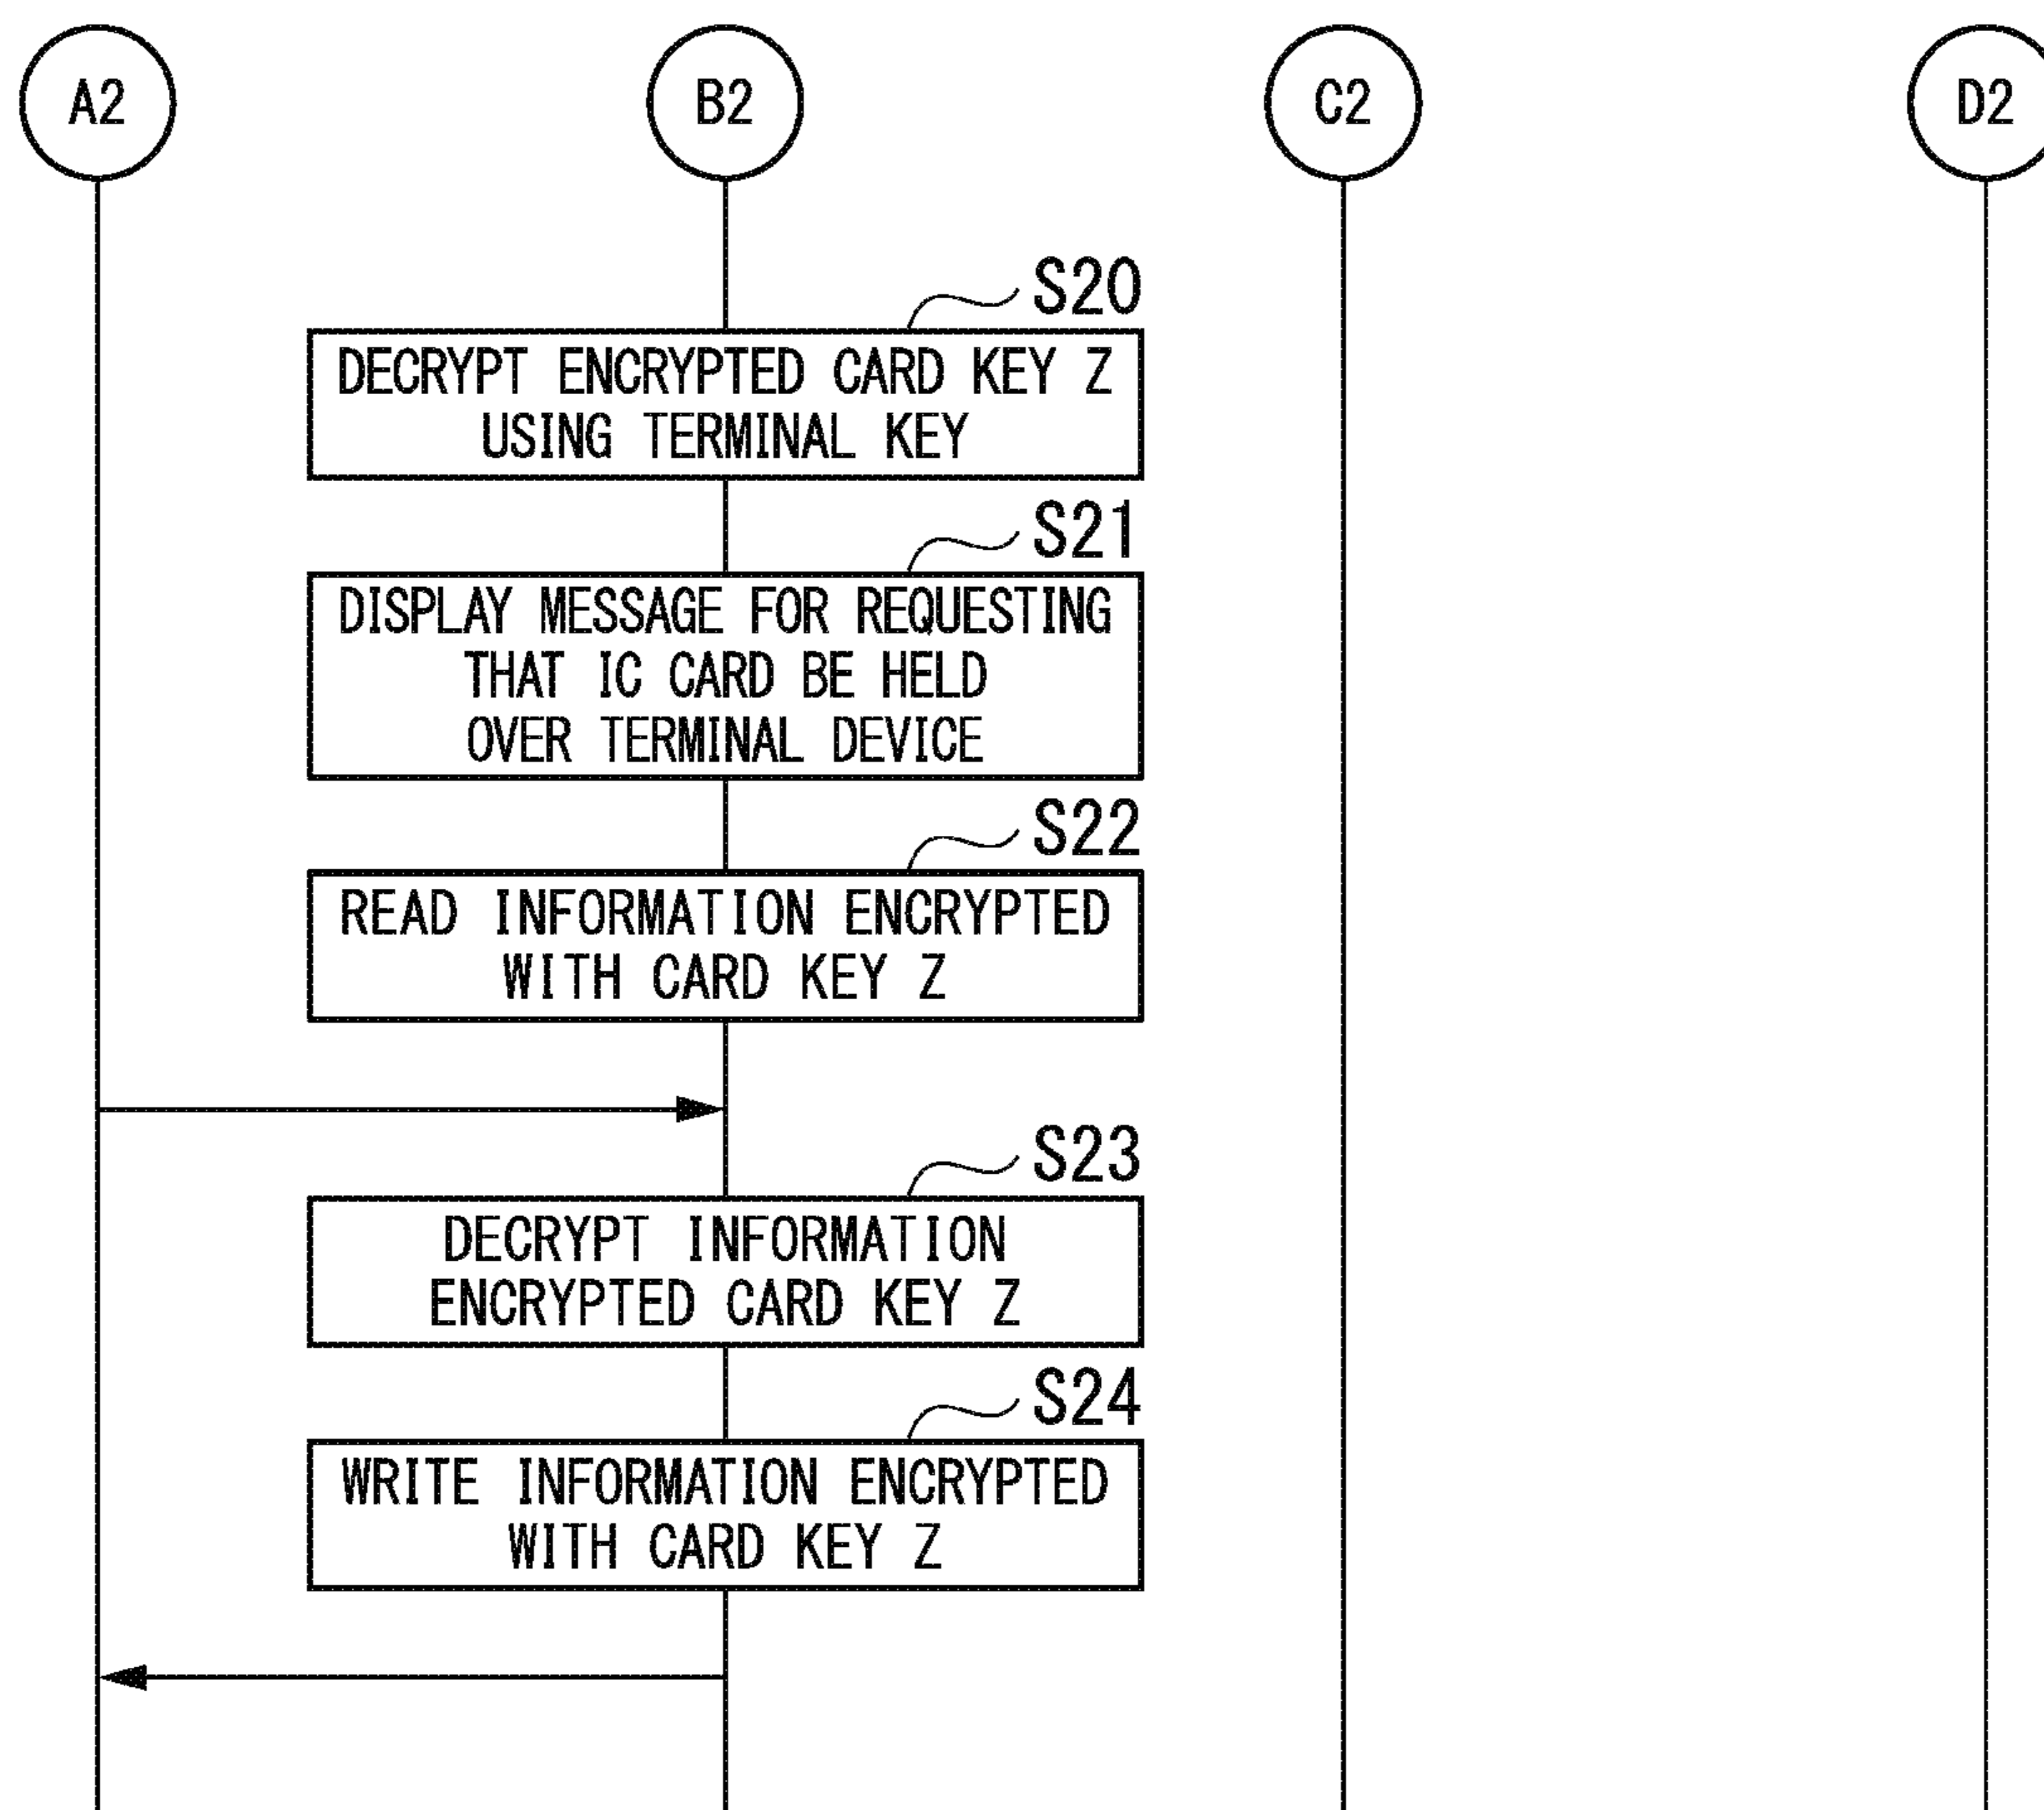 A2
B2
C2
D2
S20
DECRYPT ENCRYPTED CARD KEY Z
USING TERMINAL KEY
S21
DISPLAY MESSAGE FOR REQUESTING
THAT IC CARD BE HELD
OVER TERMINAL DEVICE
S22
READ INFORMATION ENCRYPTED
WITH CARD KEY Z
S23
DECRYPT INFORMATION
ENCRYPTED CARD KEY Z
S24
WRITE INFORMATION ENCRYPTED
WITH CARD KEY Z